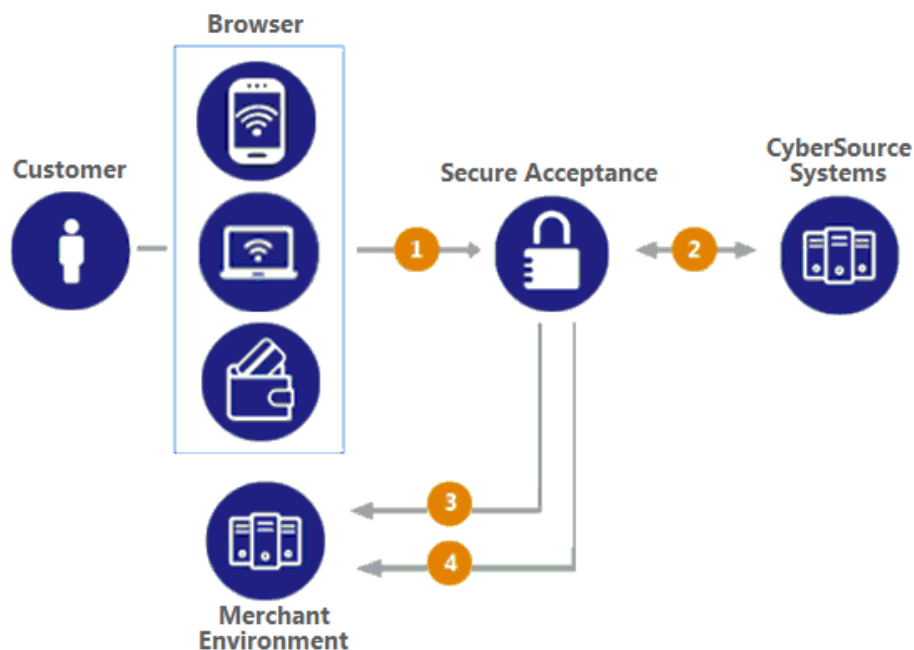 Browser
Customer
Secure Acceptance
CyberSource
Systems
1
2
3
4
Merchant
Environment